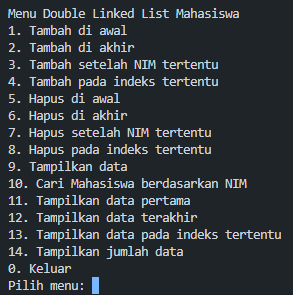 Menu Double Linked List Mahasiswa
1. Tambah di awal
2. Tambah di akhir
3. Tambah setelah NIM tertentu
4. Tambah pada indeks tertentu
5. Hapus di awal
6. Hapus di akhir
7. Hapus setelah NIM tertentu
8. Hapus pada indeks tertentu
9. Tampilkan data
10. Cari Mahasiswa berdasarkan NIM
11. Tampilkan data pertama
12. Tampilkan data terakhir
13. Tampilkan data pada indeks tertentu
14. Tampilkan jumlah data
0. Keluar
Pilih menu: